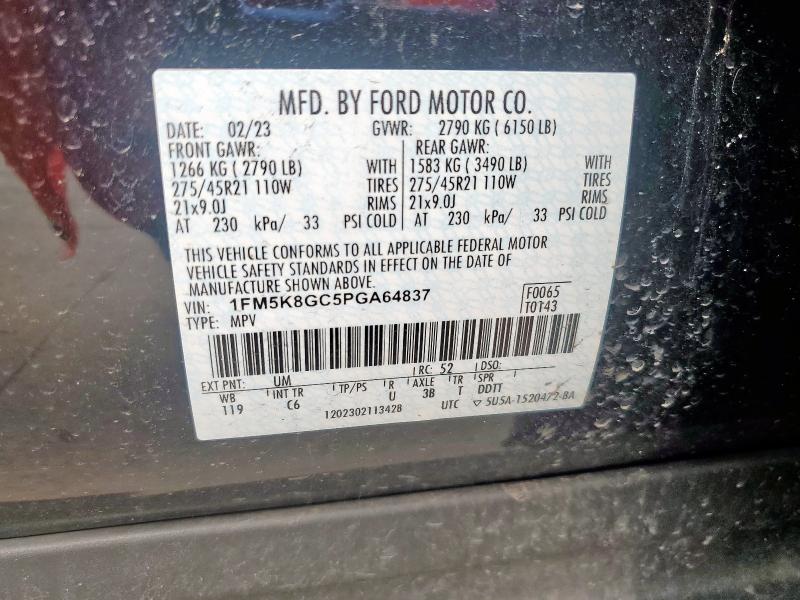 MFD. BY FORD MOTOR CO.
DATE: 02/23 GVWR: 2790 KG ( 6150 LB)
FRONT GAWR: REAR GAWR:
1266 KG ( 2790 LB) WITH 1583 KG ( 3490 LB) WITH
275/45R21 110W TIRES 275/45R21 110W TIRES
21x9.0J RIMS 21x9.0J RIMS
AT 230 kPa/ 33 PSI COLD AT 230 kPa/ 33 PSI COLD
THIS VEHICLE CONFORMS TO ALL APPLICABLE FEDERAL MOTOR
VEHICLE SAFETY STANDARDS IN EFFECT ON THE DATE OF
MANUFACTURE SHOWN ABOVE.
VIN: 1FM5K8GC5PGA64837 F0065
TYPE: MPV T0143
EXT PNT: UM RC: 52 DSO:
WB INT TR TP/PS R AXLE TR SPR
119 C6 U 3B T DDTT
1202302113428 UTC ▽ 5U5A-1520472-BA